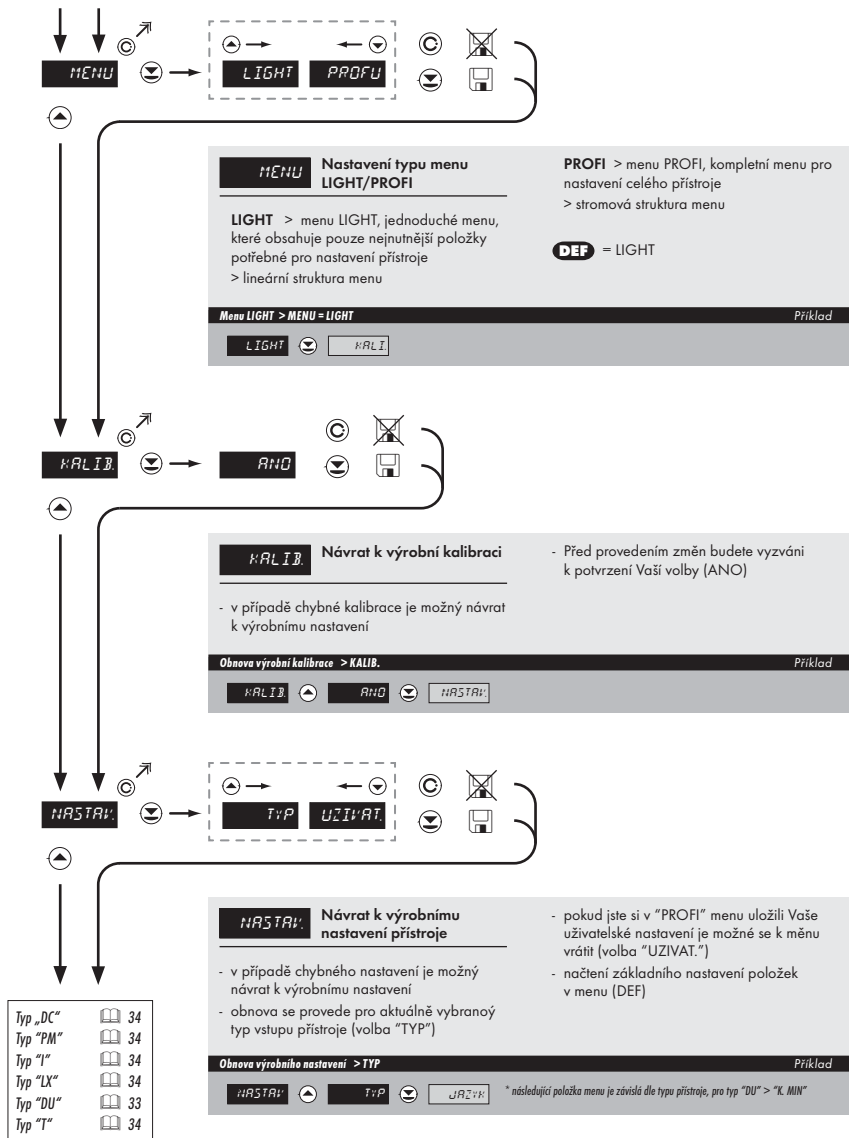 MENU
LIGHT PROFU
MENU
Nastavení typu menu
LIGHT/PROFI
LIGHT > menu LIGHT, jednoduché menu,
které obsahuje pouze nejnutnější položky
potřebné pro nastavení přístroje
> lineární struktura menu
PROFI > menu PROFI, kompletní menu pro
nastavení celého přístroje
> stromová struktura menu
DEF = LIGHT
Menu LIGHT > MENU = LIGHT Příklad
LIGHT KALI.
KALIB. ANO
KALIB.
Návrat k výrobní kalibraci
- v případě chybné kalibrace je možný návrat
k výrobnímu nastavení
- Před provedením změn budete vyzváni
k potvrzení Vaší volby (ANO)
Obnova výrobní kalibrace > KALIB. Příklad
KALIB. ANO NASTAV.
NASTAV. TYP UZIVAT.
NASTAV.
Návrat k výrobnímu
nastavení přístroje
- v případě chybného nastavení je možný
návrat k výrobnímu nastavení
- obnova se provede pro aktuálně vybranoý
typ vstupu přístroje (volba “TYP”)
- pokud jste si v “PROFI” menu uložili Vaše
uživatelské nastavení je možné se k měnu
vrátit (volba “UZIVAT.”)
- načtení základního nastavení položek
v menu (DEF)
Obnova výrobního nastavení > TYP Příklad
NASTAV TYP JAZYK * následující položka menu je závislá dle typu přístroje, pro typ “DU” > “K. MIN”
Typ „DC“ 34
Typ “PM” 34
Typ “I” 34
Typ “LX” 34
Typ “DU” 33
Typ “T“ 34